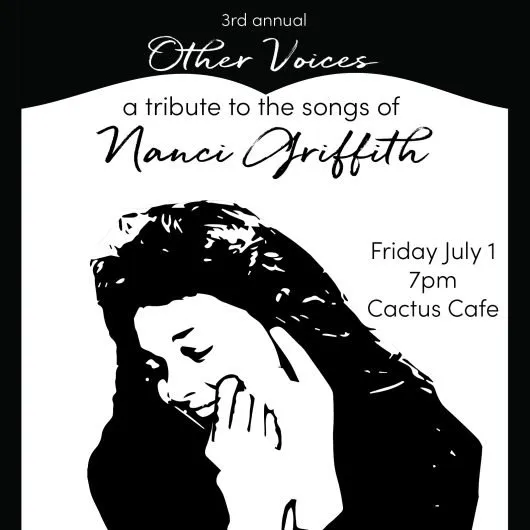 3rd annual
Other Voices
a tribute to the songs of
Nanci Griffith
Friday July 1
7pm
Cactus Cafe